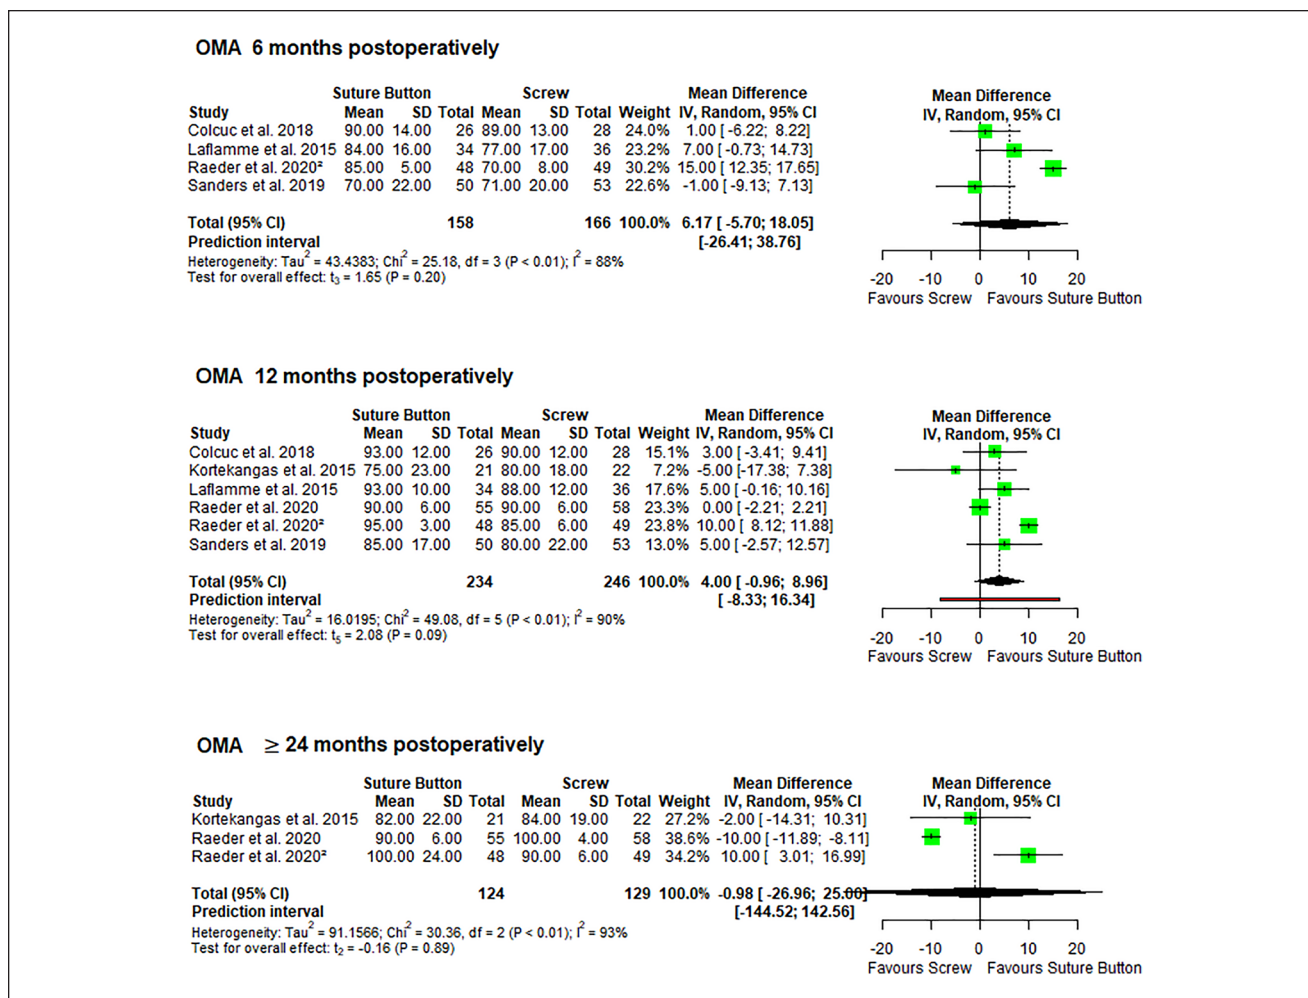 OMA 6 months postoperatively
Suture Button Screw Mean Difference Mean Difference
Study Mean SD Total Mean SD Total Weight IV, Random, 95% CI IV, Random, 95% CI
Colcuc et al. 2018 90.00 14.00 26 89.00 13.00 28 24.0% 1.00 [ -6.22; 8.22]
Laflamme et al. 2015 84.00 16.00 34 77.00 17.00 36 23.2% 7.00 [ -0.73; 14.73]
Raeder et al. 2020² 85.00 5.00 48 70.00 8.00 49 30.2% 15.00 [ 12.35; 17.65]
Sanders et al. 2019 70.00 22.00 50 71.00 20.00 53 22.6% -1.00 [ -9.13; 7.13]
Total (95% CI) 158 166 100.0% 6.17 [ -5.70; 18.05]
Prediction interval [-26.41; 38.76]
Heterogeneity: Tau² = 43.4383; Chi² = 25.18, df = 3 (P < 0.01); I² = 88%
Test for overall effect: t₃ = 1.65 (P = 0.20)
-20 -10 0 10 20
Favours Screw Favours Suture Button
OMA 12 months postoperatively
Suture Button Screw Mean Difference Mean Difference
Study Mean SD Total Mean SD Total Weight IV, Random, 95% CI IV, Random, 95% CI
Colcuc et al. 2018 93.00 12.00 26 90.00 12.00 28 15.1% 3.00 [ -3.41; 9.41]
Kortekangas et al. 2015 75.00 23.00 21 80.00 18.00 22 7.2% -5.00 [ -17.38; 7.38]
Laflamme et al. 2015 93.00 10.00 34 88.00 12.00 36 17.6% 5.00 [ -0.16; 10.16]
Raeder et al. 2020 90.00 6.00 55 90.00 6.00 58 23.3% 0.00 [ -2.21; 2.21]
Raeder et al. 2020² 95.00 3.00 48 85.00 6.00 49 23.8% 10.00 [ 8.12; 11.88]
Sanders et al. 2019 85.00 17.00 50 80.00 22.00 53 13.0% 5.00 [ -2.57; 12.57]
Total (95% CI) 234 246 100.0% 4.00 [ -0.96; 8.96]
Prediction interval [ -8.33; 16.34]
Heterogeneity: Tau² = 16.0195; Chi² = 49.08, df = 5 (P < 0.01); I² = 90%
Test for overall effect: t₅ = 2.08 (P = 0.09)
-20 -10 0 10 20
Favours Screw Favours Suture Button
OMA ≥ 24 months postoperatively
Suture Button Screw Mean Difference Mean Difference
Study Mean SD Total Mean SD Total Weight IV, Random, 95% CI IV, Random, 95% CI
Kortekangas et al. 2015 82.00 22.00 21 84.00 19.00 22 27.2% -2.00 [ -14.31; 10.31]
Raeder et al. 2020 90.00 6.00 55 100.00 4.00 58 38.6% -10.00 [ -11.89; -8.11]
Raeder et al. 2020² 100.00 24.00 48 90.00 6.00 49 34.2% 10.00 [ 3.01; 16.99]
Total (95% CI) 124 129 100.0% -0.98 [ -26.96; 25.00]
Prediction interval [-144.52; 142.56]
Heterogeneity: Tau² = 91.1566; Chi² = 30.36, df = 2 (P < 0.01); I² = 93%
Test for overall effect: t₂ = -0.16 (P = 0.89)
-20 -10 0 10 20
Favours Screw Favours Suture Button